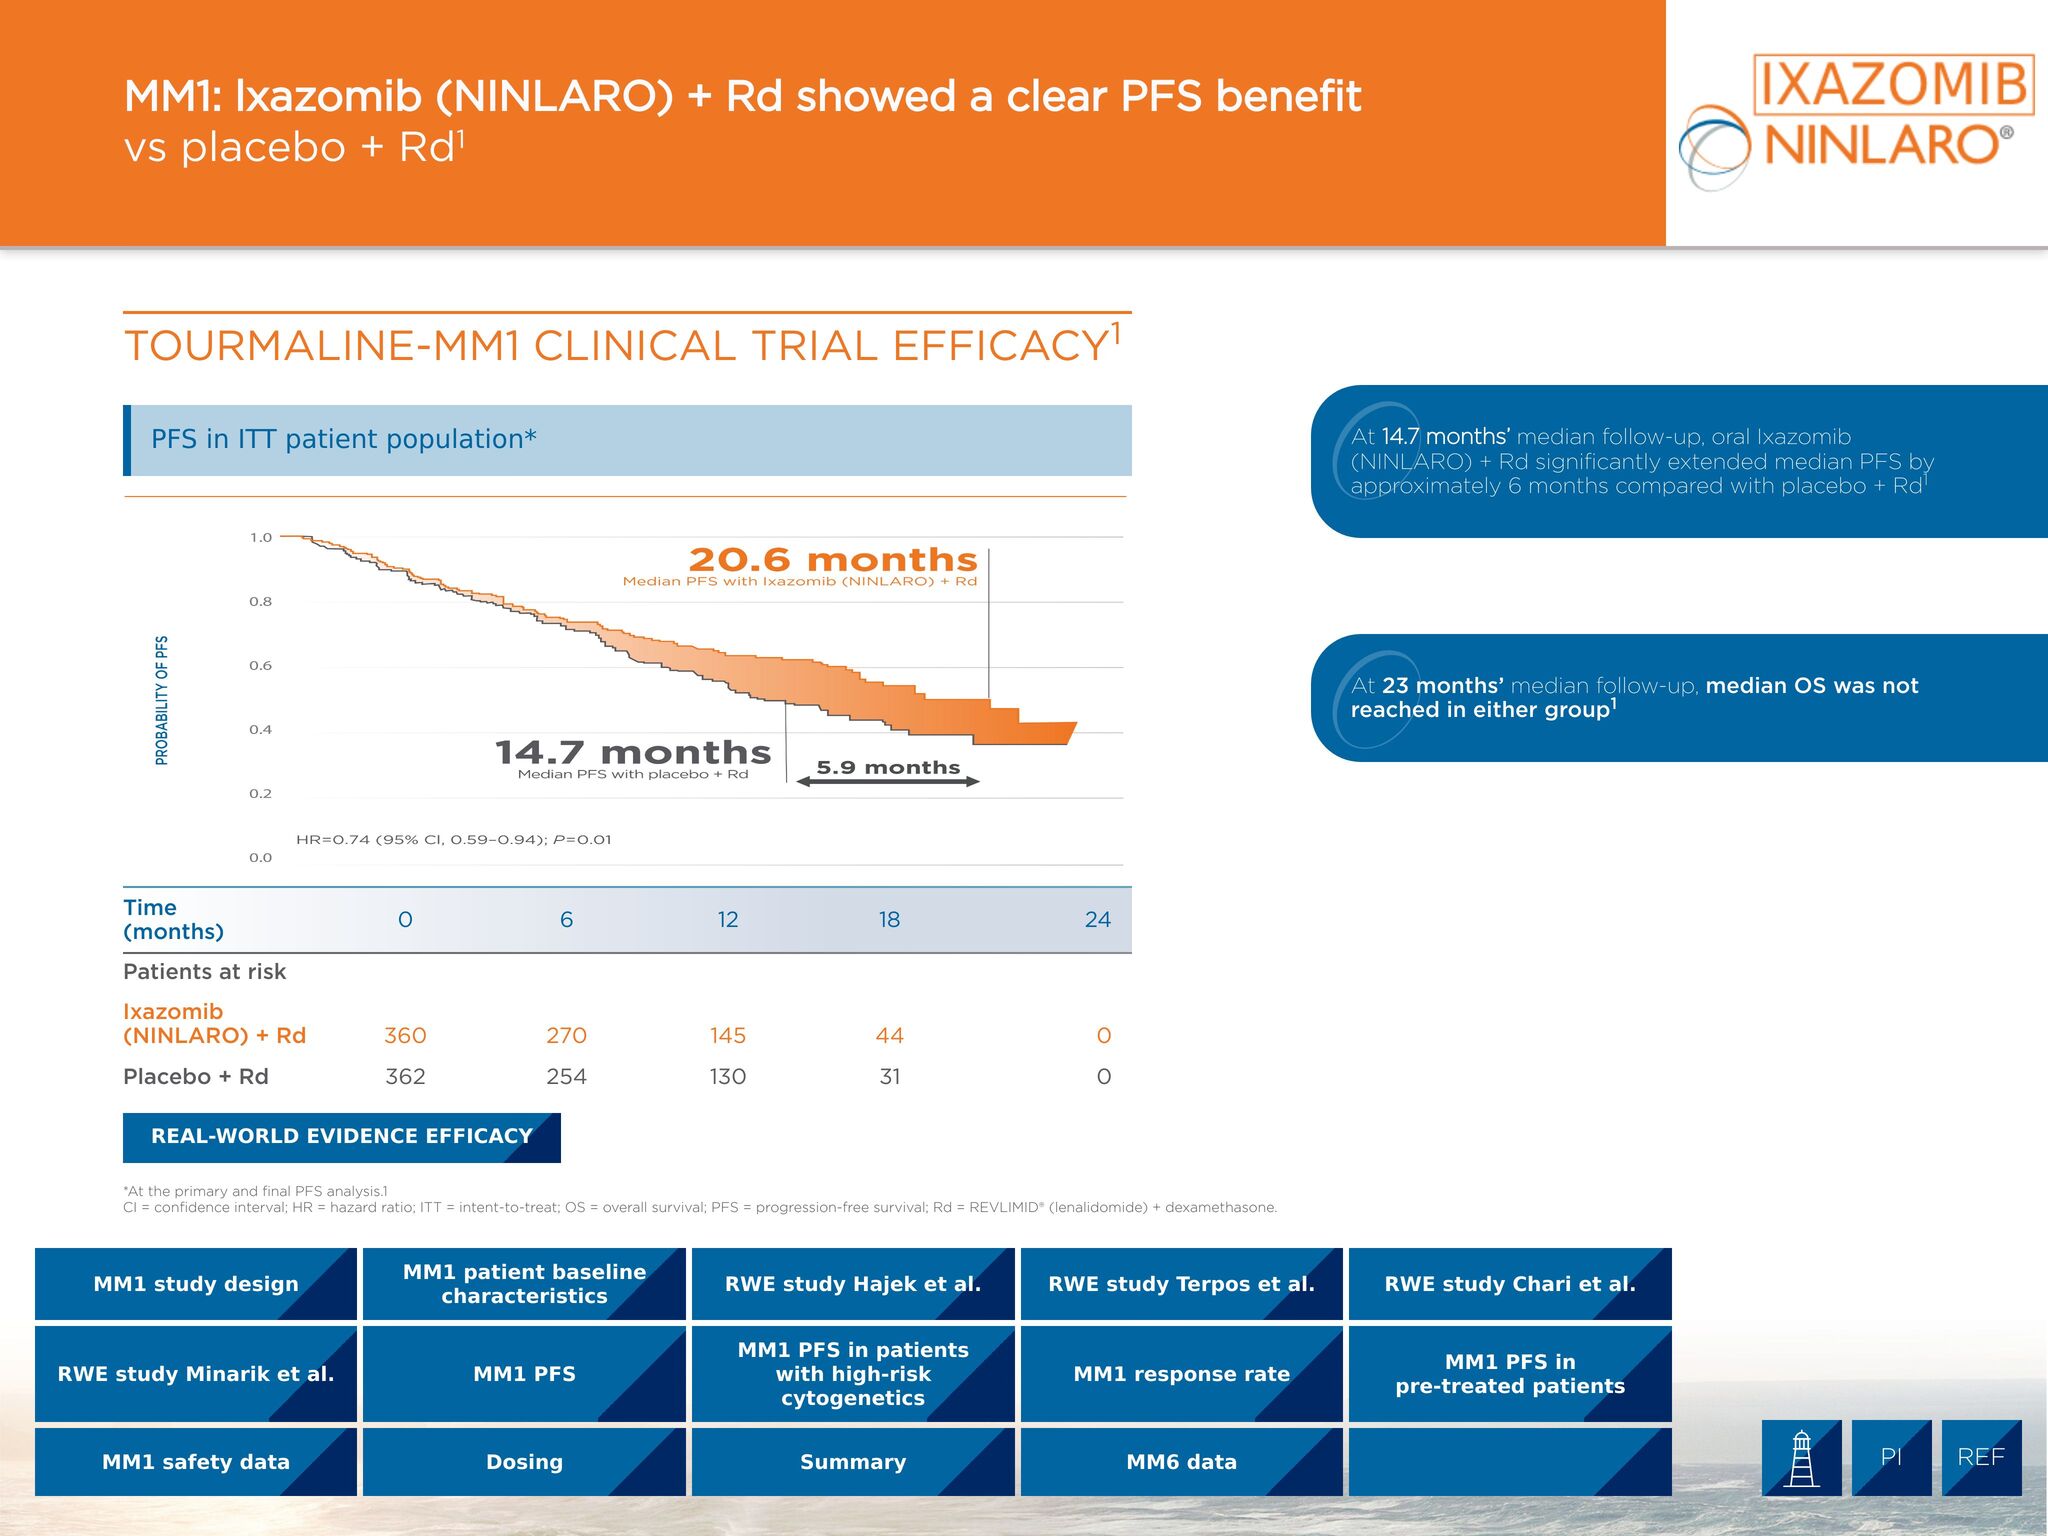 MM1: Ixazomib (NINLARO) + Rd showed a clear PFS benefit
vs placebo + Rd1
IXAZOMIB
NINLARO®
TOURMALINE-MM1 CLINICAL TRIAL EFFICACY1
PFS in ITT patient population*
PROBABILITY OF PFS
1.0
0.8
0.6
0.4
0.2
0.0
20.6 months
Median PFS with Ixazomib (NINLARO) + Rd
14.7 months
Median PFS with placebo + Rd
5.9 months
HR=0.74 (95% CI, 0.59–0.94); P=0.01
Time
(months)
0 6 12 18 24
Patients at risk
Ixazomib
(NINLARO) + Rd 360 270 145 44 0
Placebo + Rd 362 254 130 31 0
At 14.7 months’ median follow-up, oral Ixazomib
(NINLARO) + Rd significantly extended median PFS by
approximately 6 months compared with placebo + Rd1
At 23 months’ median follow-up, median OS was not
reached in either group1
REAL-WORLD EVIDENCE EFFICACY
*At the primary and final PFS analysis.1
CI = confidence interval; HR = hazard ratio; ITT = intent-to-treat; OS = overall survival; PFS = progression-free survival; Rd = REVLIMID® (lenalidomide) + dexamethasone.
MM1 study design
MM1 patient baseline
characteristics
RWE study Hajek et al.
RWE study Terpos et al.
RWE study Chari et al.
RWE study Minarik et al.
MM1 PFS
MM1 PFS in patients
with high-risk
cytogenetics
MM1 response rate
MM1 PFS in
pre-treated patients
MM1 safety data
Dosing
Summary
MM6 data
PI
REF